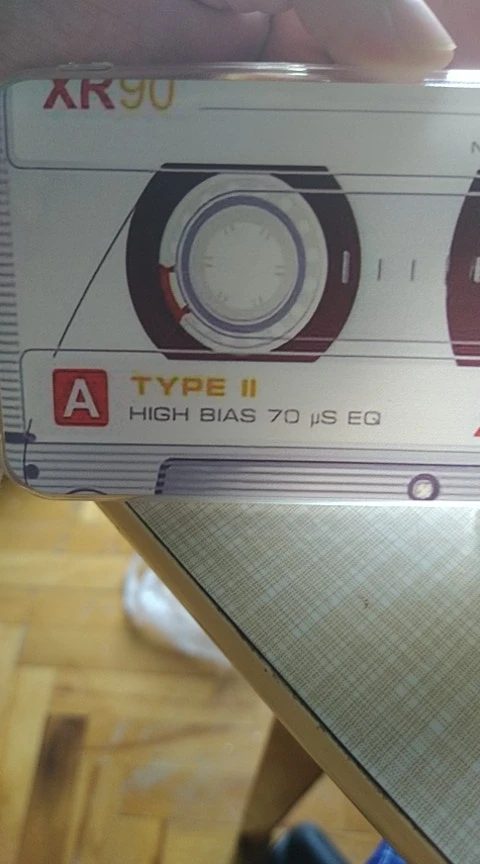 XR90
A
TYPE II
HIGH BIAS 70 µS EQ